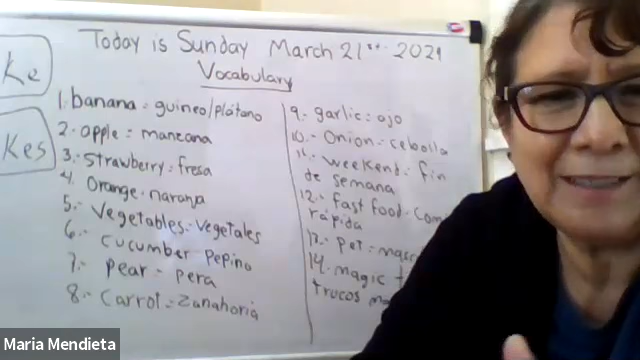 Today is Sunday March 21st 2021
Vocabulary
Ke
Kes
1. banana = guineo/plátano
2.- apple = manzana
3.- strawberry = fresa
4. Orange = naranja
5.- Vegetables = Vegetales
6.- cucumber = Pepino
7.- pear = pera
8.- Carrot = Zanahoria
9.- garlic = ajo
10.- Onion = cebolla
11.- weekend = fin
de semana
12.- fast food =
rápida
13.- pet =
14. magic
trucos
Maria Mendieta